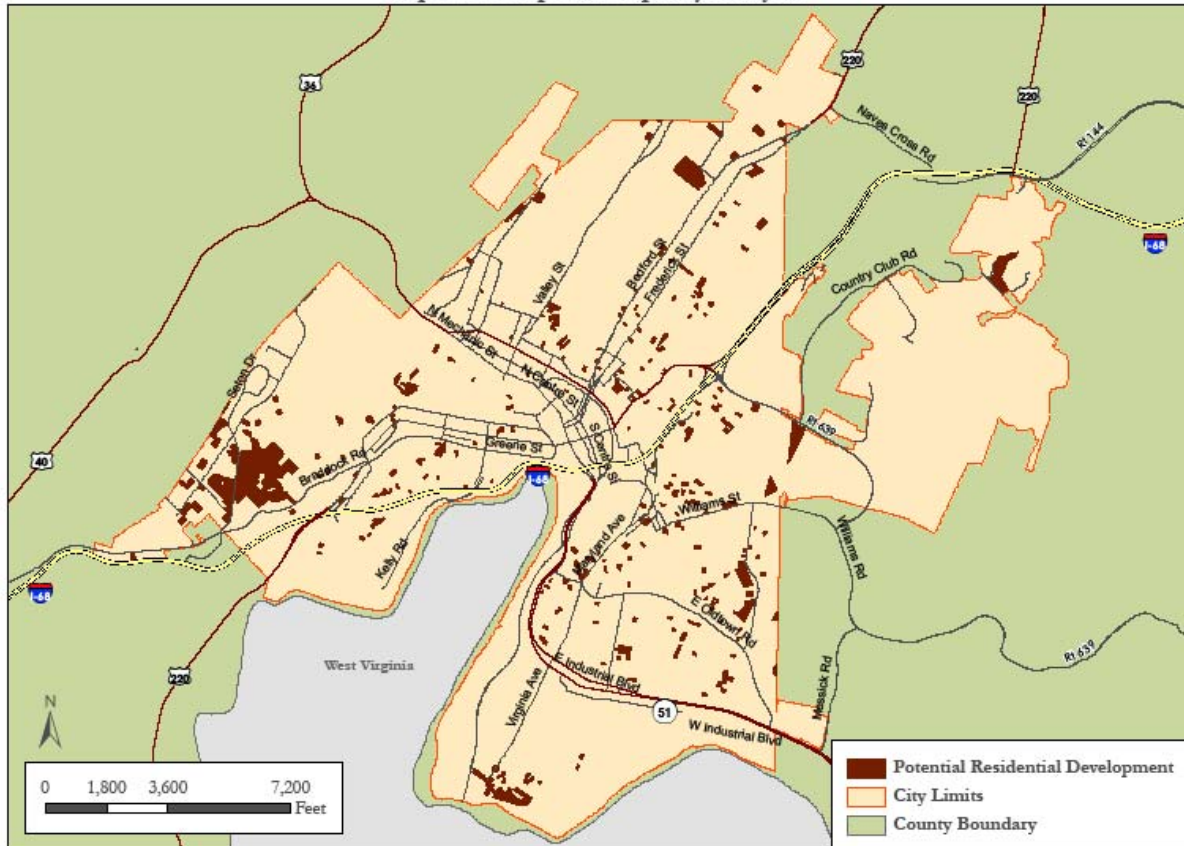 36
220
220
Naves Cross Rd
Rt 144
I-68
Country Club Rd
Bedford St
Frederick St
Valley St
N Mechanic St
N Centre St
Seton Dr
Greene St
S Centre St
Rt 639
40
Braddock Rd
I-68
Williams St
Kelly Rd
Maryland Ave
Williams Rd
I-68
E Oldtown Rd
Rt 639
West Virginia
220
E Industrial Blvd
Virginia Ave
Messick Rd
51
W Industrial Blvd
N
0 1,800 3,600 7,200
Feet
Potential Residential Development
City Limits
County Boundary